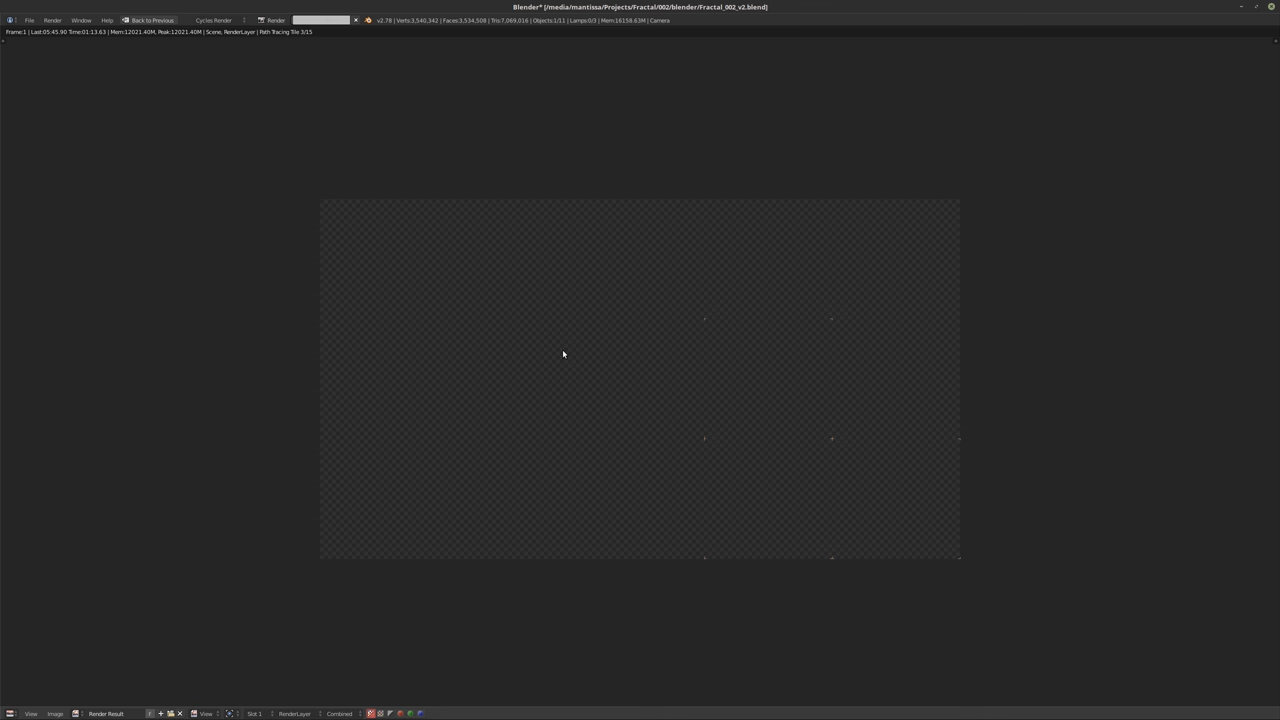 Blender* [/media/mantissa/Projects/Fractal/002/blender/Fractal_002_v2.blend]
File Render Window Help Back to Previous Cycles Render Render v2.78 | Verts:3,540,342 | Faces:3,534,508 | Tris:7,069,016 | Objects:1/11 | Lamps:0/3 | Mem:16158.63M | Camera
Frame:1 | Last:05:45.90 Time:01:13.63 | Mem:12021.40M, Peak:12021.40M | Scene, RenderLayer | Path Tracing Tile 3/15
View Image Render Result F View Slot 1 RenderLayer Combined